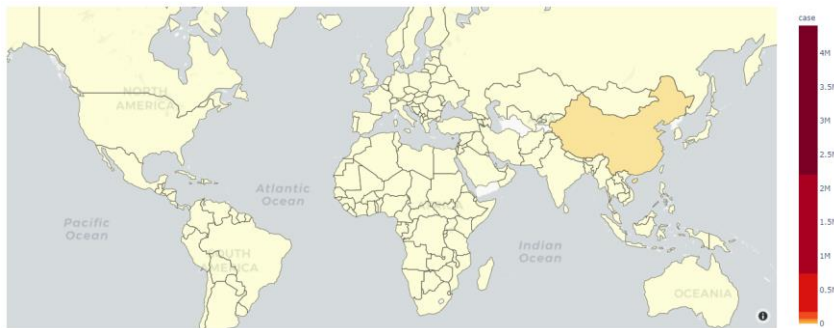 case
NORTH
AMERICA
Atlantic
Ocean
Pacific
Ocean
SOUTH
AMERICA
Indian
Ocean
OCEANIA
4M
3.5M
3M
2.5M
2M
1.5M
1M
0.5M
0